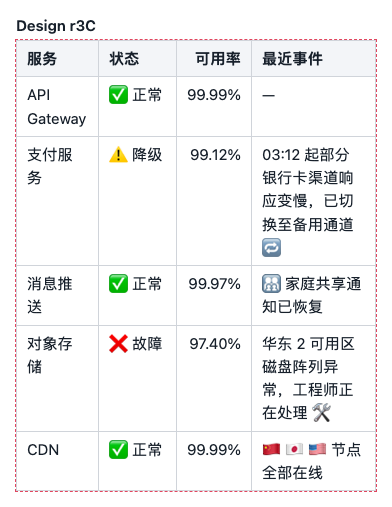 Design r3C
服务 状态 可用率 最近事件
API Gateway ✅ 正常 99.99% —
支付服务 ⚠️ 降级 99.12% 03:12 起部分银行卡渠道响应变慢，已切换至备用通道 🔁
消息推送 ✅ 正常 99.97% 👪 家庭共享通知已恢复
对象存储 ❌ 故障 97.40% 华东 2 可用区磁盘阵列异常，工程师正在处理 🛠️
CDN ✅ 正常 99.99% 🇨🇳 🇯🇵 🇺🇸 节点全部在线